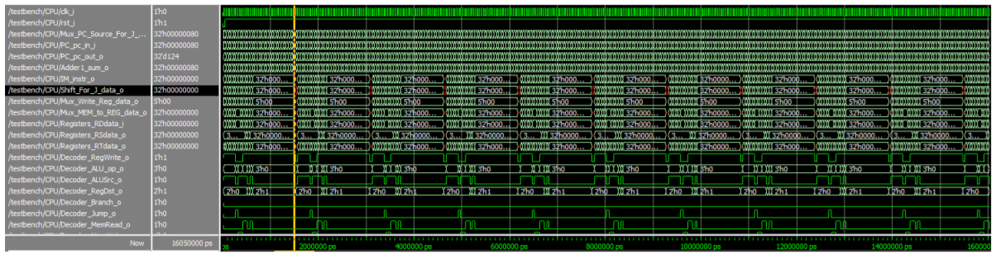 /testbench/CPU/clk_i 1'h0
/testbench/CPU/rst_i 1'h1
/testbench/CPU/Mux_PC_Source_For_J_... 32'h00000080
/testbench/CPU/PC_pc_in_i 32'h00000080
/testbench/CPU/PC_pc_out_o 32'd124
/testbench/CPU/Adder1_sum_o 32'h00000080
/testbench/CPU/IM_instr_o 32'h00000000 32'h000... 32'h000... 32'h000... 32'h000... 32'h000... 32'h000... 32'h000... 32'h000... 32'h000... 32'h000...
/testbench/CPU/Shift_For_J_data_o 32'h00000000 32'h000... 32'h000... 32'h000... 32'h000... 32'h000... 32'h000... 32'h000... 32'h000... 32'h000... 32'h000...
/testbench/CPU/Mux_Write_Reg_data_o 5'h00 5'h00 5'h00 5'h00 5'h00 5'h00 5'h00 5'h00 5'h00 5'h00 5'h00
/testbench/CPU/Mux_MEM_to_REG_data_o 32'h00000000 32'h000... 32'h000... 32'h000... 32'h000... 32'h000... 32'h000... 32'h000... 32'h000... 32'h000... 32'h000...
/testbench/CPU/Registers_RDdata_i 32'h00000000 32'h000... 32'h000... 32'h000... 32'h000... 32'h000... 32'h000... 32'h000... 32'h000... 32'h000... 32'h000...
/testbench/CPU/Registers_RSdata_o 32'h00000000 3... 32'h0000... 3... 32'h0000... 3... 32'h0000... 3... 32'h0000... 3... 32'h0000... 3... 32'h0000... 3... 32'h0000... 3... 32'h0000... 3... 32'h0000... 3... 32'h0000... 3...
/testbench/CPU/Registers_RTdata_o 32'h00000000 32'h000... 32'h000... 32'h000... 32'h000... 32'h000... 32'h000... 32'h000... 32'h000... 32'h000... 32'h000...
/testbench/CPU/Decoder_RegWrite_o 1'h1
/testbench/CPU/Decoder_ALU_op_o 3'h0 3'h0 3'h0 3'h0 3'h0 3'h0 3'h0 3'h0 3'h0 3'h0 3'h0
/testbench/CPU/Decoder_ALUSrc_o 1'h0
/testbench/CPU/Decoder_RegDst_o 2'h1 2'h0 2'h1 2'h0 2'h1 2'h0 2'h1 2'h0 2'h1 2'h0 2'h1 2'h0 2'h1 2'h0 2'h1 2'h0 2'h1 2'h0 2'h1 2'h0 2'h1 2'h0
/testbench/CPU/Decoder_Branch_o 1'h0
/testbench/CPU/Decoder_Jump_o 1'h0
/testbench/CPU/Decoder_MemRead_o 1'h0
Now 16050000 ps ps 2000000 ps 4000000 ps 6000000 ps 8000000 ps 10000000 ps 12000000 ps 14000000 ps 160000